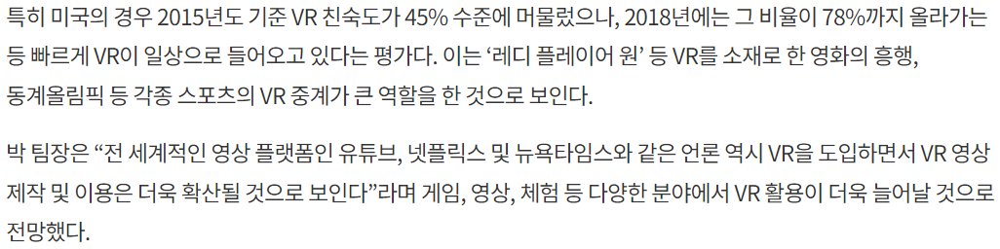 특히 미국의 경우 2015년도 기준 VR 친숙도가 45% 수준에 머물렀으나, 2018년에는 그 비율이 78%까지 올라가는
등 빠르게 VR이 일상으로 들어오고 있다는 평가다. 이는 ‘레디 플레이어 원’ 등 VR를 소재로 한 영화의 흥행,
동계올림픽 등 각종 스포츠의 VR 중계가 큰 역할을 한 것으로 보인다.
박 팀장은 “전 세계적인 영상 플랫폼인 유튜브, 넷플릭스 및 뉴욕타임스와 같은 언론 역시 VR을 도입하면서 VR 영상
제작 및 이용은 더욱 확산될 것으로 보인다”라며 게임, 영상, 체험 등 다양한 분야에서 VR 활용이 더욱 늘어날 것으로
전망했다.